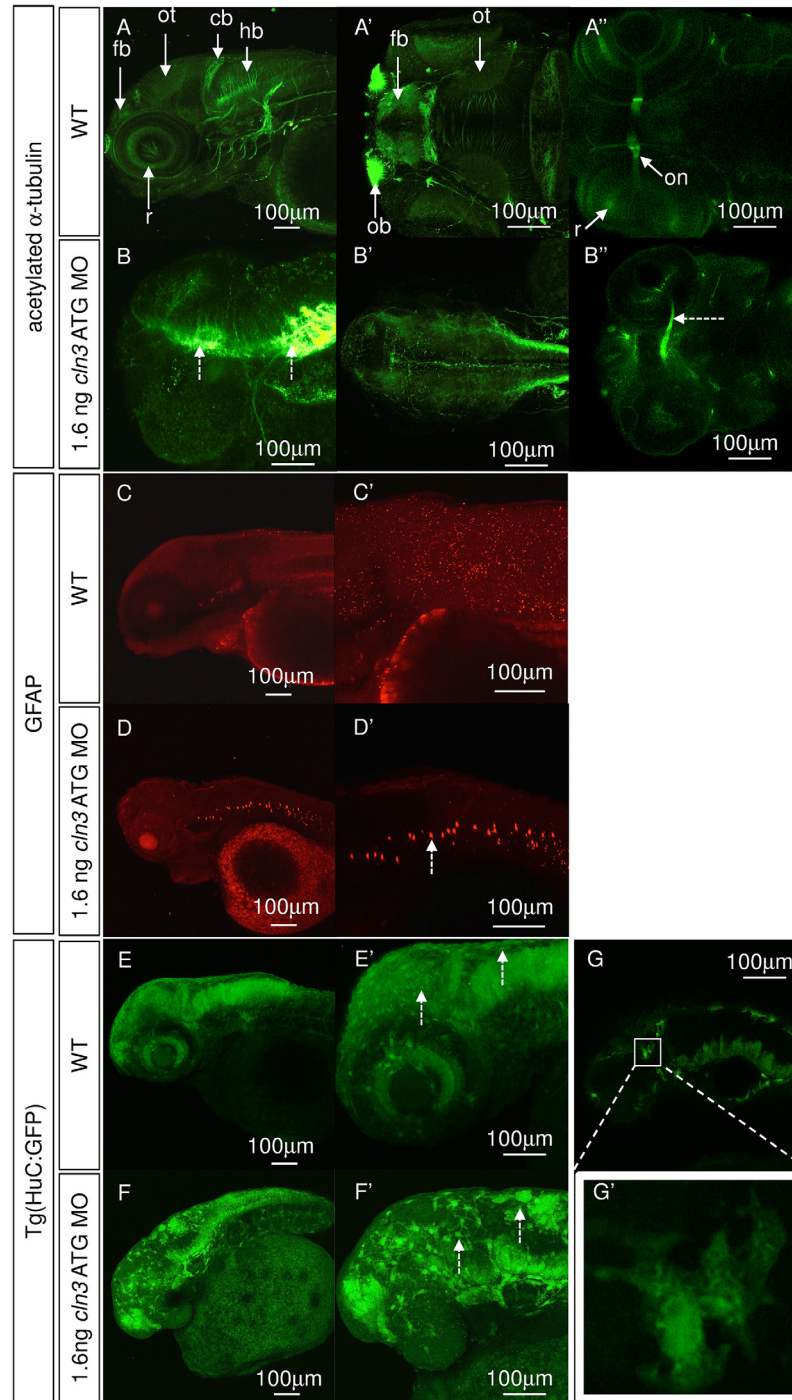 acetylated α-tubulin
WT
A
fb
ot
cb
hb
r
100μm
A'
fb
ot
ob
100μm
A''
on
r
100μm
1.6 ng cln3 ATG MO
B
100μm
B'
100μm
B''
100μm
GFAP
WT
C
100μm
C'
100μm
1.6 ng cln3 ATG MO
D
100μm
D'
100μm
Tg(HuC:GFP)
WT
E
100μm
E'
100μm
G
100μm
1.6ng cln3 ATG MO
F
100μm
F'
100μm
G'